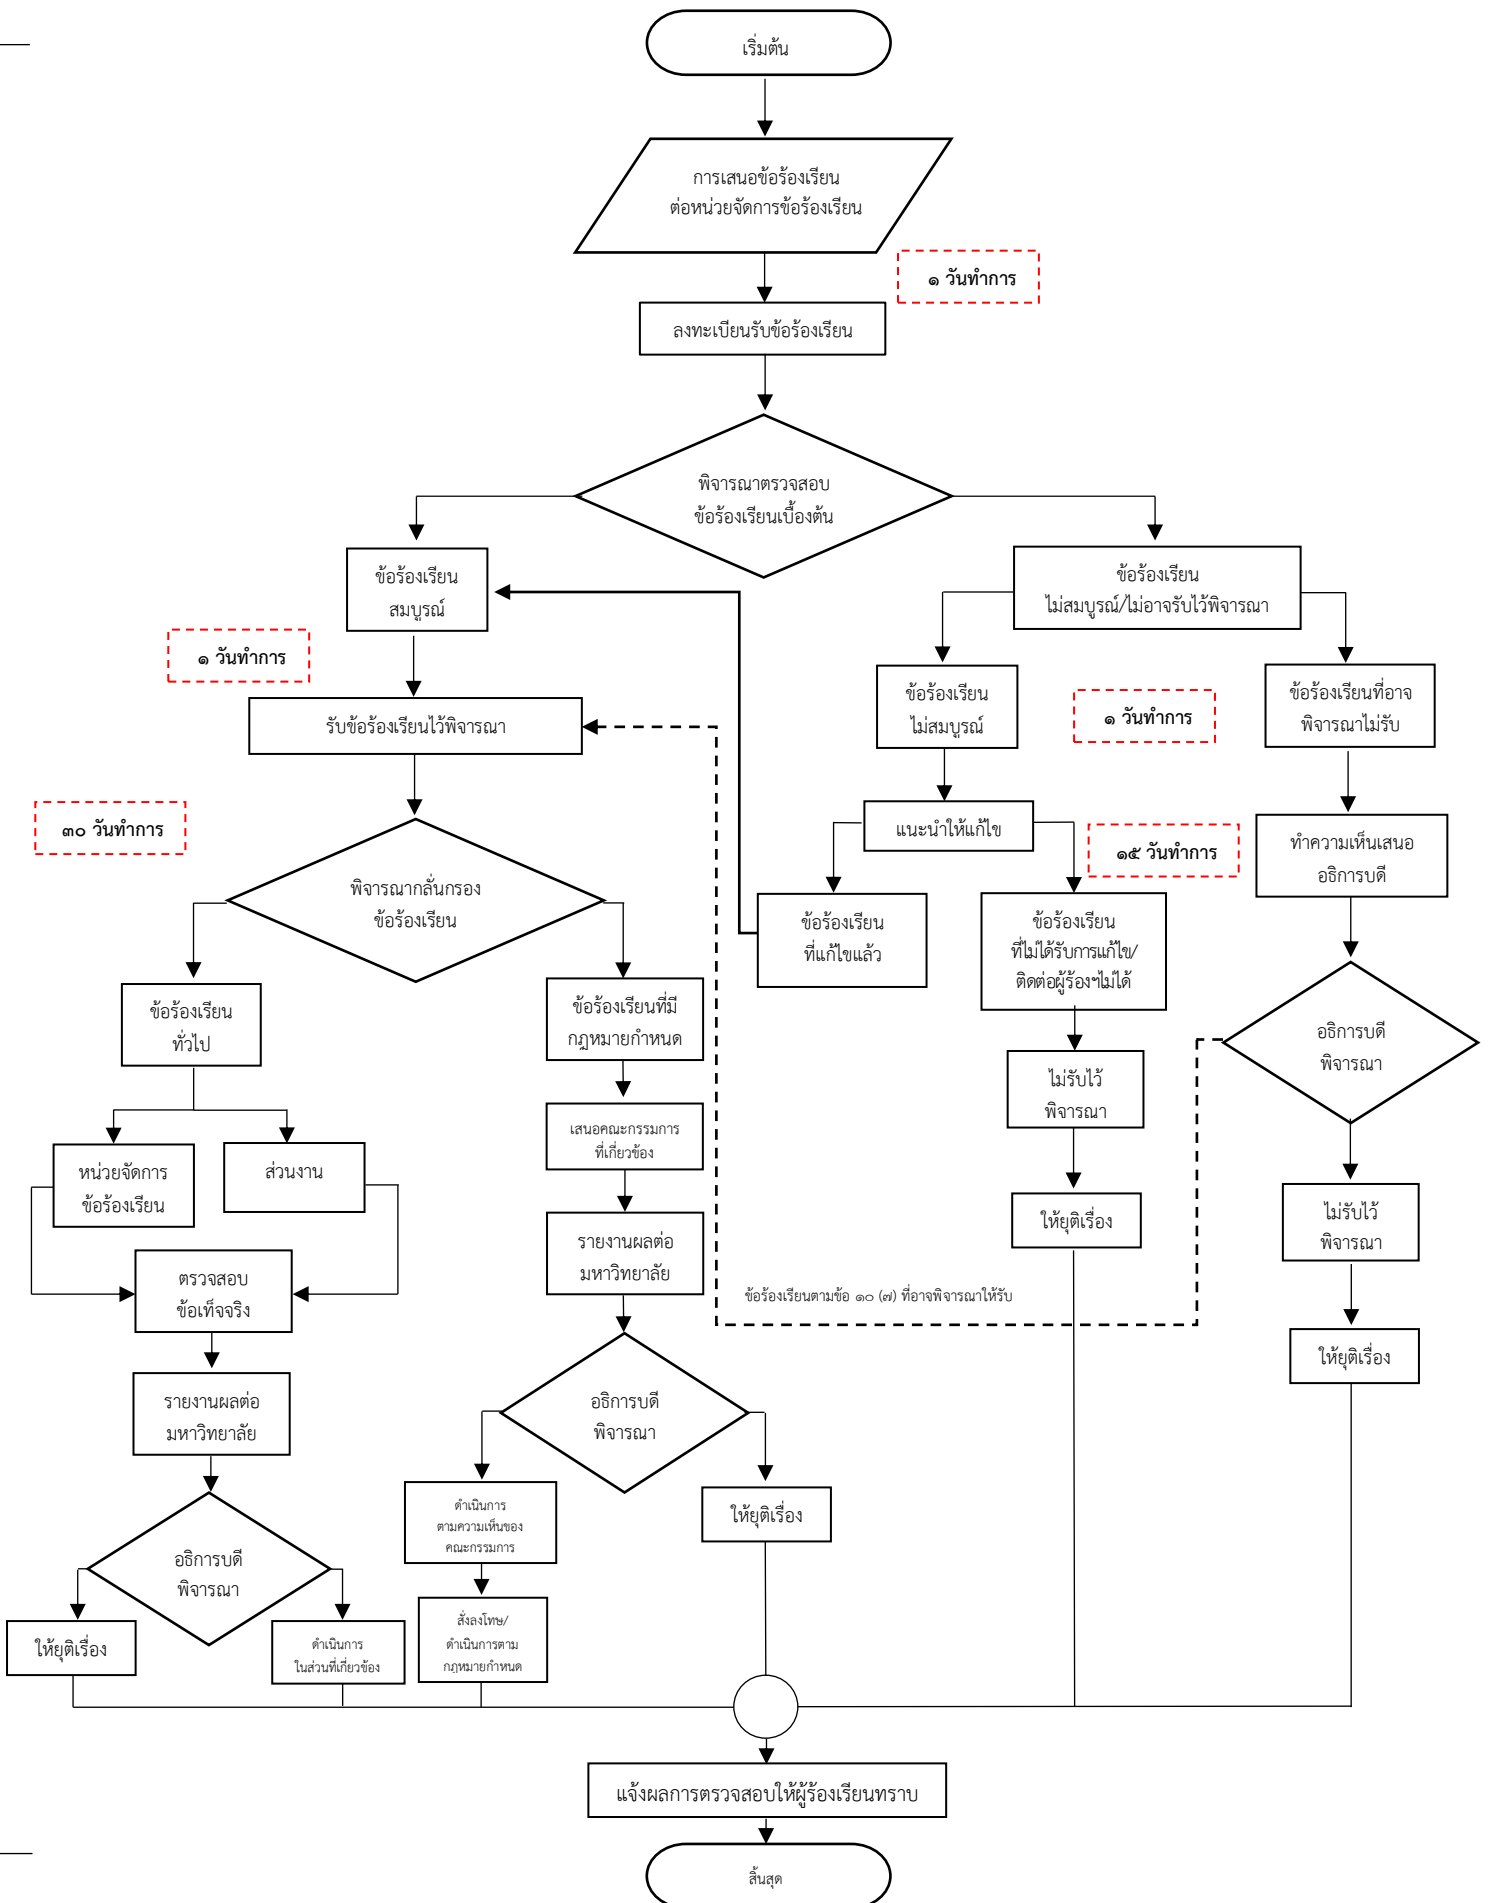 เริ่มต้น
การเสนอข้อร้องเรียน
ต่อหน่วยจัดการข้อร้องเรียน
๑ วันทำการ
ลงทะเบียนรับข้อร้องเรียน
พิจารณาตรวจสอบ
ข้อร้องเรียนเบื้องต้น
ข้อร้องเรียน
สมบูรณ์
ข้อร้องเรียน
ไม่สมบูรณ์/ไม่อาจรับไว้พิจารณา
๑ วันทำการ
รับข้อร้องเรียนไว้พิจารณา
ข้อร้องเรียน
ไม่สมบูรณ์
๑ วันทำการ
ข้อร้องเรียนที่อาจ
พิจารณาไม่รับ
๓๐ วันทำการ
แนะนำให้แก้ไข
๑๕ วันทำการ
ทำความเห็นเสนอ
อธิการบดี
พิจารณากลั่นกรอง
ข้อร้องเรียน
ข้อร้องเรียน
ที่แก้ไขแล้ว
ข้อร้องเรียน
ที่ไม่ได้รับการแก้ไข/
ติดต่อผู้ร้องฯไม่ได้
ข้อร้องเรียน
ทั่วไป
ข้อร้องเรียนที่มี
กฎหมายกำหนด
อธิการบดี
พิจารณา
ไม่รับไว้
พิจารณา
เสนอคณะกรรมการ
ที่เกี่ยวข้อง
หน่วยจัดการ
ข้อร้องเรียน
ส่วนงาน
ให้ยุติเรื่อง
ไม่รับไว้
พิจารณา
รายงานผลต่อ
มหาวิทยาลัย
ตรวจสอบ
ข้อเท็จจริง
ข้อร้องเรียนตามข้อ ๑๐ (๗) ที่อาจพิจารณาให้รับ
ให้ยุติเรื่อง
รายงานผลต่อ
มหาวิทยาลัย
อธิการบดี
พิจารณา
ดำเนินการ
ตามความเห็นของ
คณะกรรมการ
ให้ยุติเรื่อง
อธิการบดี
พิจารณา
ให้ยุติเรื่อง
ดำเนินการ
ในส่วนที่เกี่ยวข้อง
สั่งลงโทษ/
ดำเนินการตาม
กฎหมายกำหนด
แจ้งผลการตรวจสอบให้ผู้ร้องเรียนทราบ
สิ้นสุด